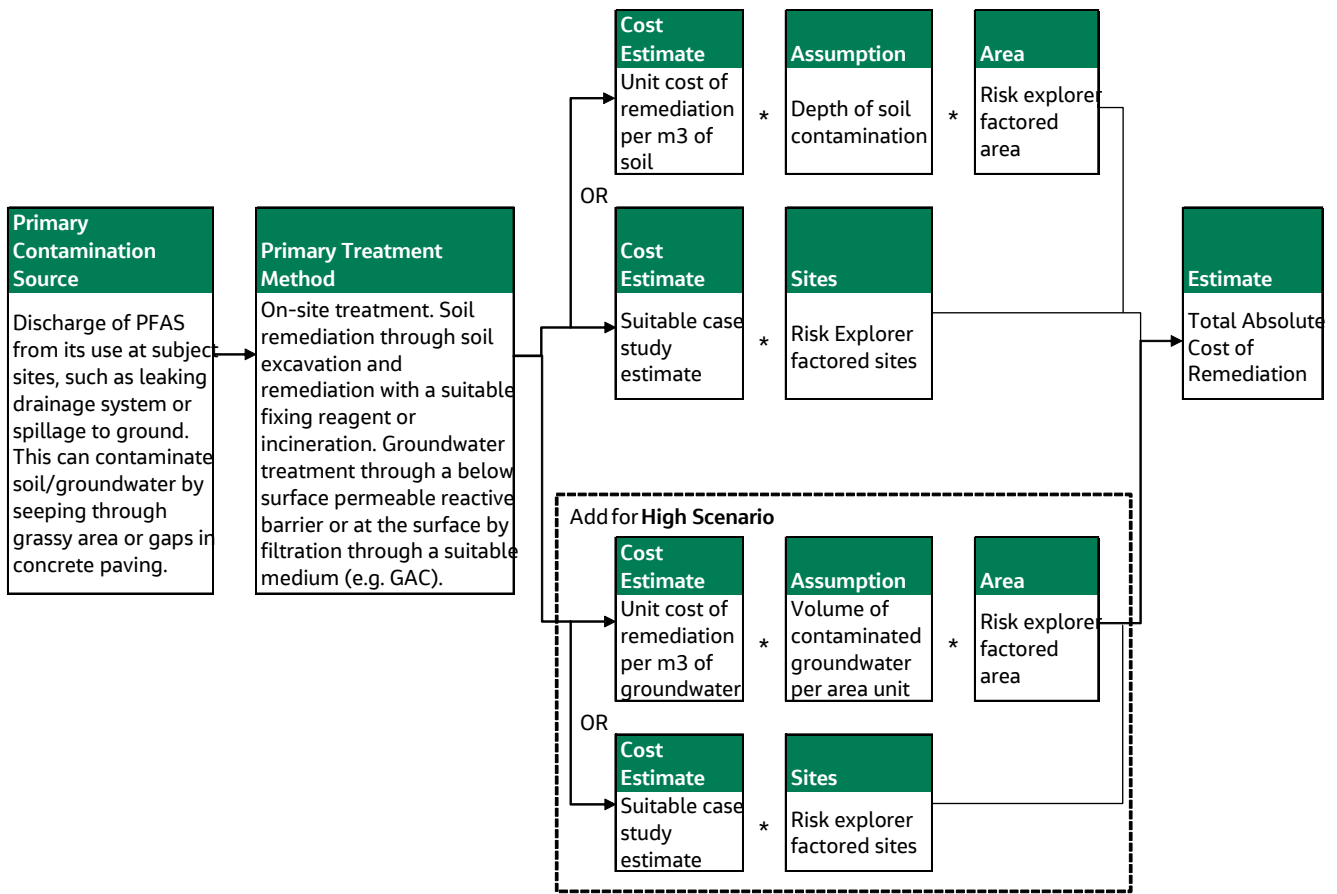 Primary
Contamination
Source
Discharge of PFAS
from its use at subject
sites, such as leaking
drainage system or
spillage to ground.
This can contaminate
soil/groundwater by
seeping through
grassy area or gaps in
concrete paving.
Primary Treatment
Method
On-site treatment. Soil
remediation through soil
excavation and
remediation with a suitable
fixing reagent or
incineration. Groundwater
treatment through a below
surface permeable reactive
barrier or at the surface by
filtration through a suitable
medium (e.g. GAC).
Cost
Estimate
Unit cost of
remediation
per m3 of
soil
*
Assumption
Depth of soil
contamination
*
Area
Risk explorer
factored
area
OR
Cost
Estimate
Suitable case
study
estimate
*
Sites
Risk Explorer
factored sites
Add for High Scenario
Cost
Estimate
Unit cost of
remediation
per m3 of
groundwater
*
Assumption
Volume of
contaminated
groundwater
per area unit
*
Area
Risk explorer
factored
area
OR
Cost
Estimate
Suitable case
study
estimate
*
Sites
Risk explorer
factored sites
Estimate
Total Absolute
Cost of
Remediation